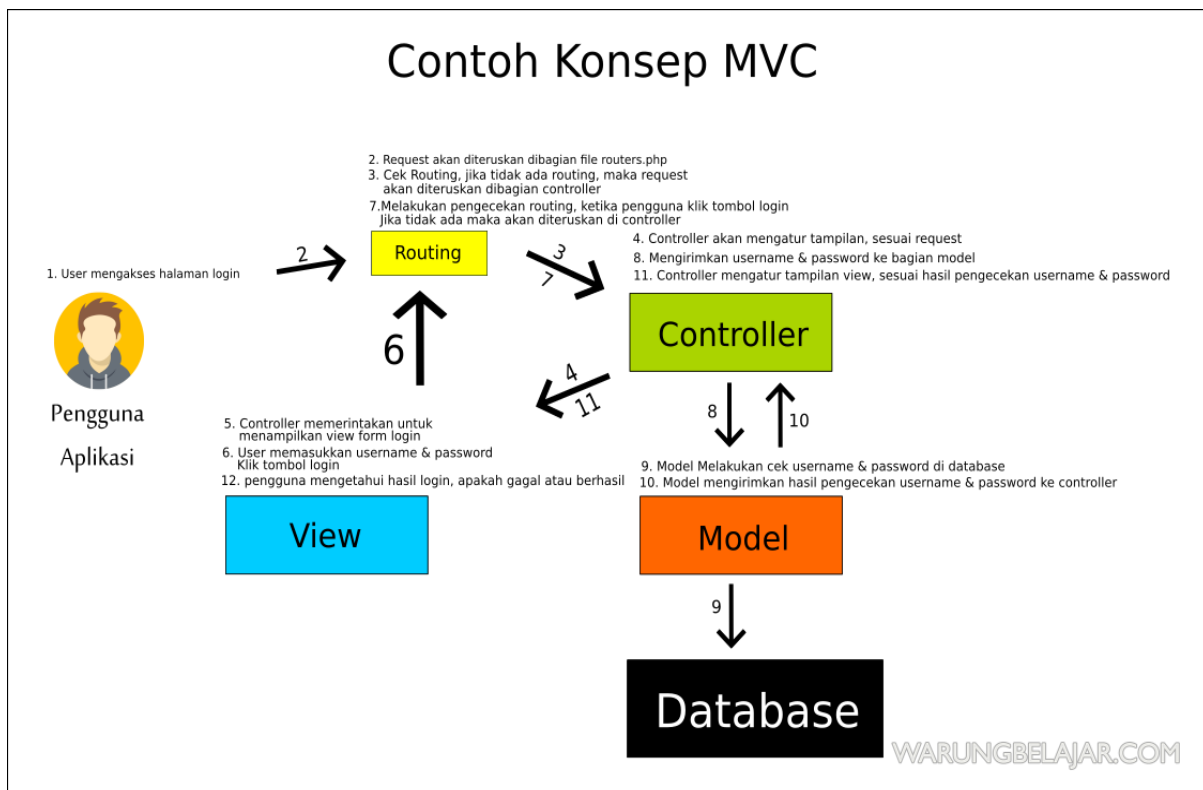 Contoh Konsep MVC
2. Request akan diteruskan dibagian file routers.php
3. Cek Routing, jika tidak ada routing, maka request
akan diteruskan dibagian controller
7.Melakukan pengecekan routing, ketika pengguna klik tombol login
Jika tidak ada maka akan diteruskan di controller
1. User mengakses halaman login
2
Routing
3
7
4. Controller akan mengatur tampilan, sesuai request
8. Mengirimkan username & password ke bagian model
11. Controller mengatur tampilan view, sesuai hasil pengecekan username & password
Controller
Pengguna
Aplikasi
6
4
11
8
10
5. Controller memerintakan untuk
menampilkan view form login
6. User memasukkan username & password
Klik tombol login
12. pengguna mengetahui hasil login, apakah gagal atau berhasil
View
9. Model Melakukan cek username & password di database
10. Model mengirimkan hasil pengecekan username & password ke controller
Model
9
Database
WARUNGBELAJAR.COM